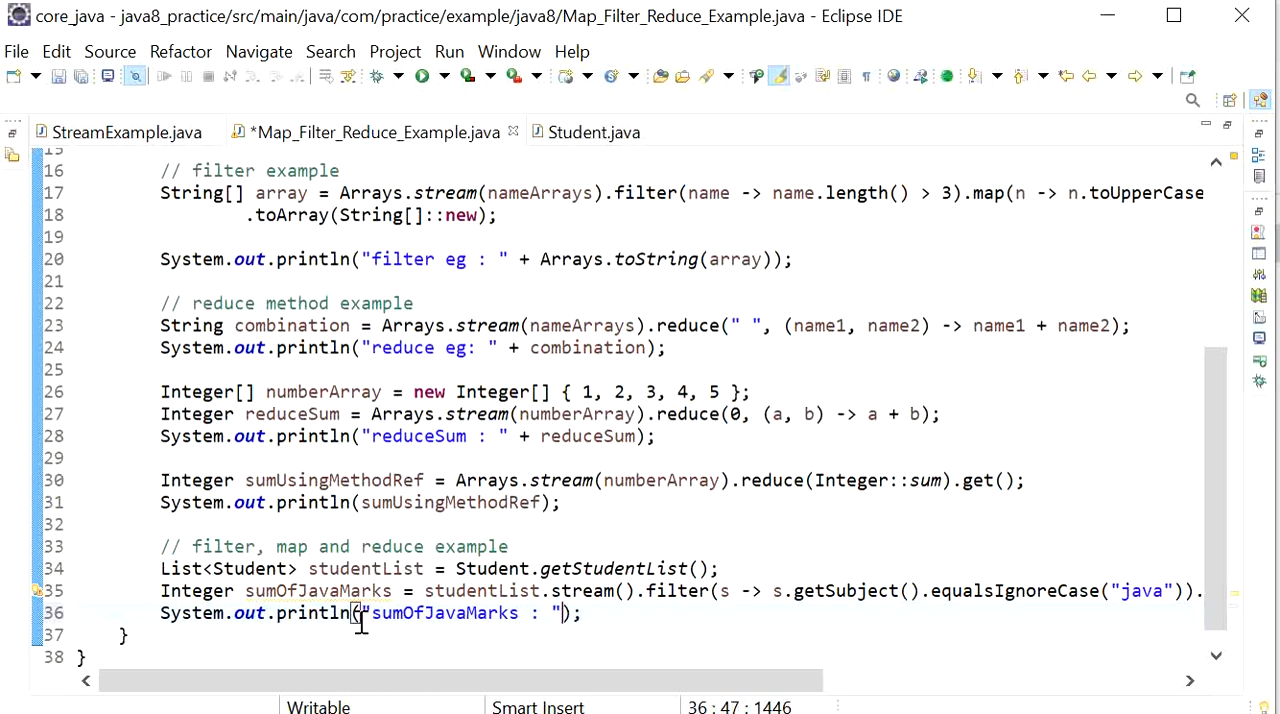 core_java - java8_practice/src/main/java/com/practice/example/java8/Map_Filter_Reduce_Example.java - Eclipse IDE
File Edit Source Refactor Navigate Search Project Run Window Help
StreamExample.java *Map_Filter_Reduce_Example.java Student.java
15
16 // filter example
17 String[] array = Arrays.stream(nameArrays).filter(name -> name.length() > 3).map(n -> n.toUpperCase
18 .toArray(String[]::new);
19
20 System.out.println("filter eg : " + Arrays.toString(array));
21
22 // reduce method example
23 String combination = Arrays.stream(nameArrays).reduce(" ", (name1, name2) -> name1 + name2);
24 System.out.println("reduce eg: " + combination);
25
26 Integer[] numberArray = new Integer[] { 1, 2, 3, 4, 5 };
27 Integer reduceSum = Arrays.stream(numberArray).reduce(0, (a, b) -> a + b);
28 System.out.println("reduceSum : " + reduceSum);
29
30 Integer sumUsingMethodRef = Arrays.stream(numberArray).reduce(Integer::sum).get();
31 System.out.println(sumUsingMethodRef);
32
33 // filter, map and reduce example
34 List<Student> studentList = Student.getStudentList();
35 Integer sumOfJavaMarks = studentList.stream().filter(s -> s.getSubject().equalsIgnoreCase("java")).
36 System.out.println("sumOfJavaMarks : ");
37 }
38 }
Writable Smart Insert 36 : 47 : 1446